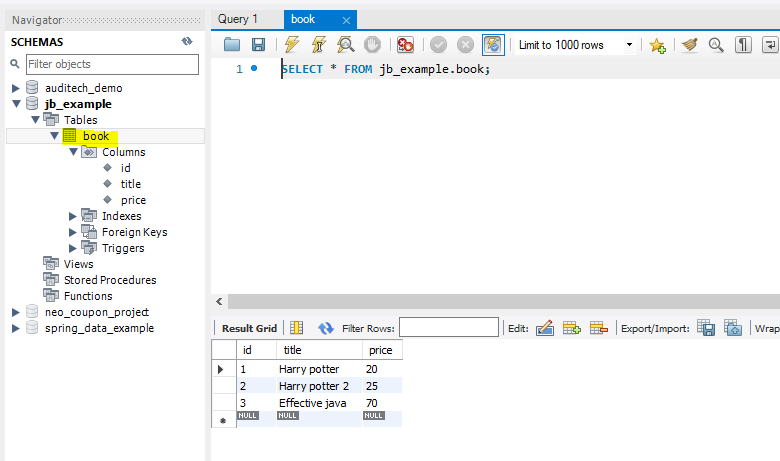 Navigator
SCHEMAS
Filter objects
auditech_demo
jb_example
Tables
book
Columns
id
title
price
Indexes
Foreign Keys
Triggers
Views
Stored Procedures
Functions
neo_coupon_project
spring_data_example
Query 1 book ×
Limit to 1000 rows
1 SELECT * FROM jb_example.book;
Result Grid Filter Rows: Edit: Export/Import: Wrap
id title price
1 Harry potter 20
2 Harry potter 2 25
3 Effective java 70
NULL NULL NULL